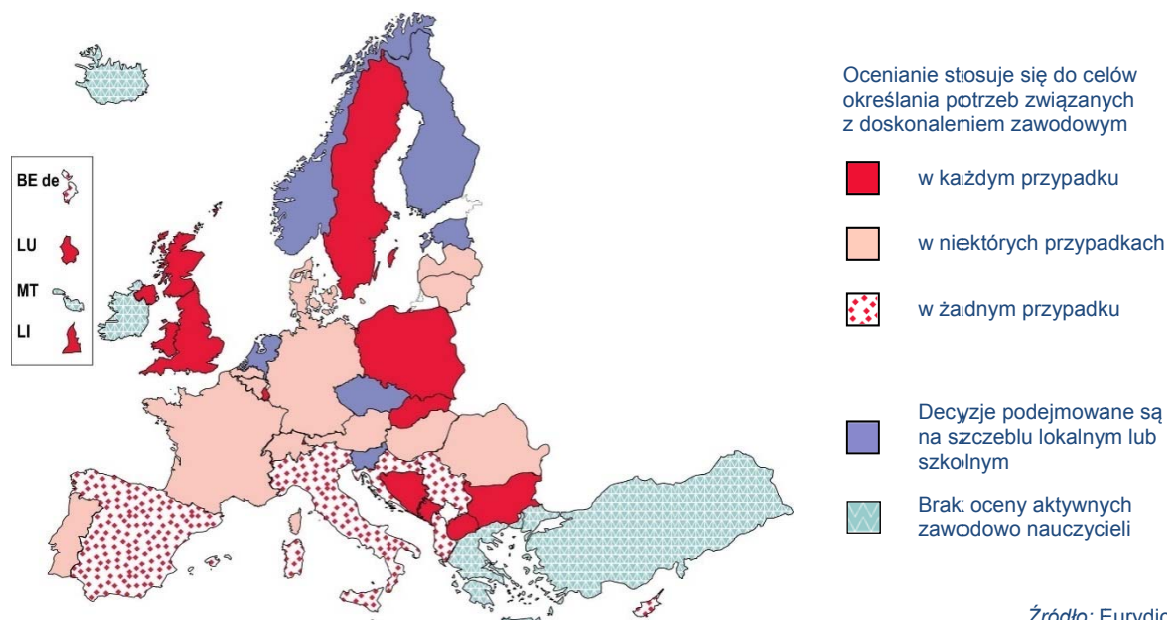 BE de
LU
MT
LI
Ocenianie stosuje się do celów
określania potrzeb związanych
z doskonaleniem zawodowym
w każdym przypadku
w niektórych przypadkach
w żadnym przypadku
Decyzje podejmowane są
na szczeblu lokalnym lub
szkolnym
Brak oceny aktywnych
zawodowo nauczycieli
Źródło: Eurydic